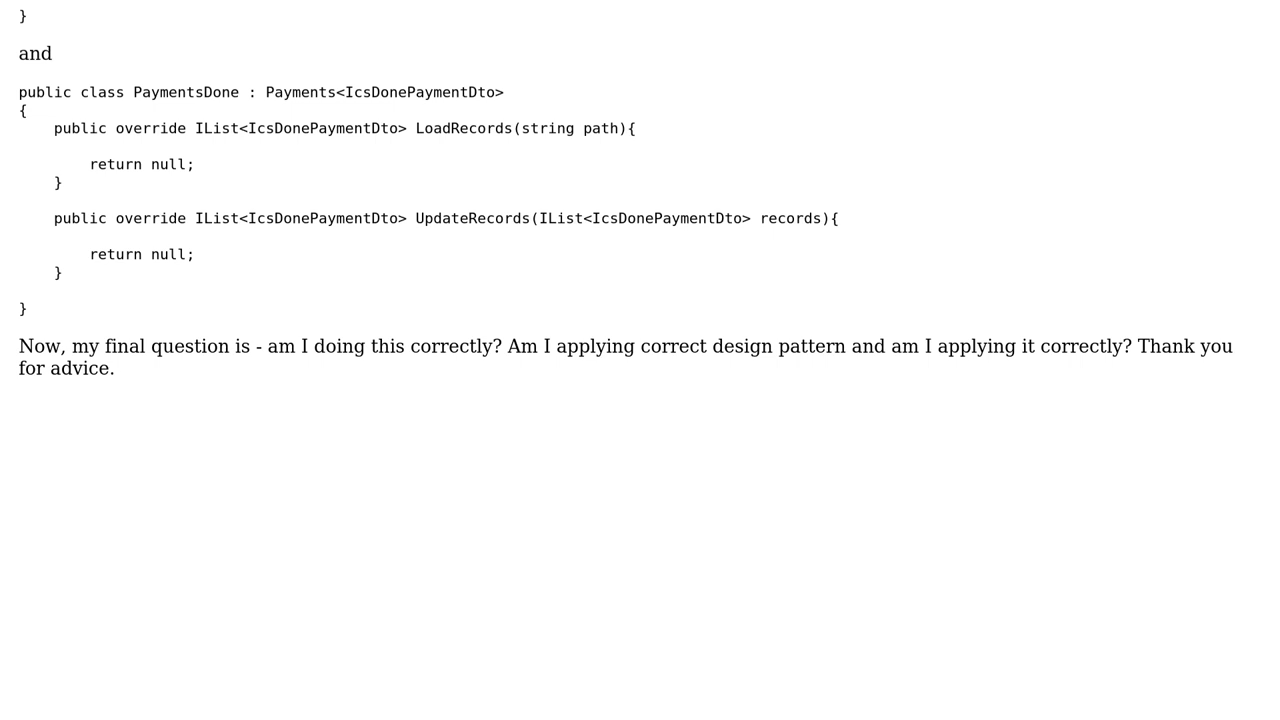 }
and
public class PaymentsDone : Payments<IcsDonePaymentDto>
{
    public override IList<IcsDonePaymentDto> LoadRecords(string path){
        return null;
    }
    public override IList<IcsDonePaymentDto> UpdateRecords(IList<IcsDonePaymentDto> records){
        return null;
    }
}
Now, my final question is - am I doing this correctly? Am I applying correct design pattern and am I applying it correctly? Thank you
for advice.